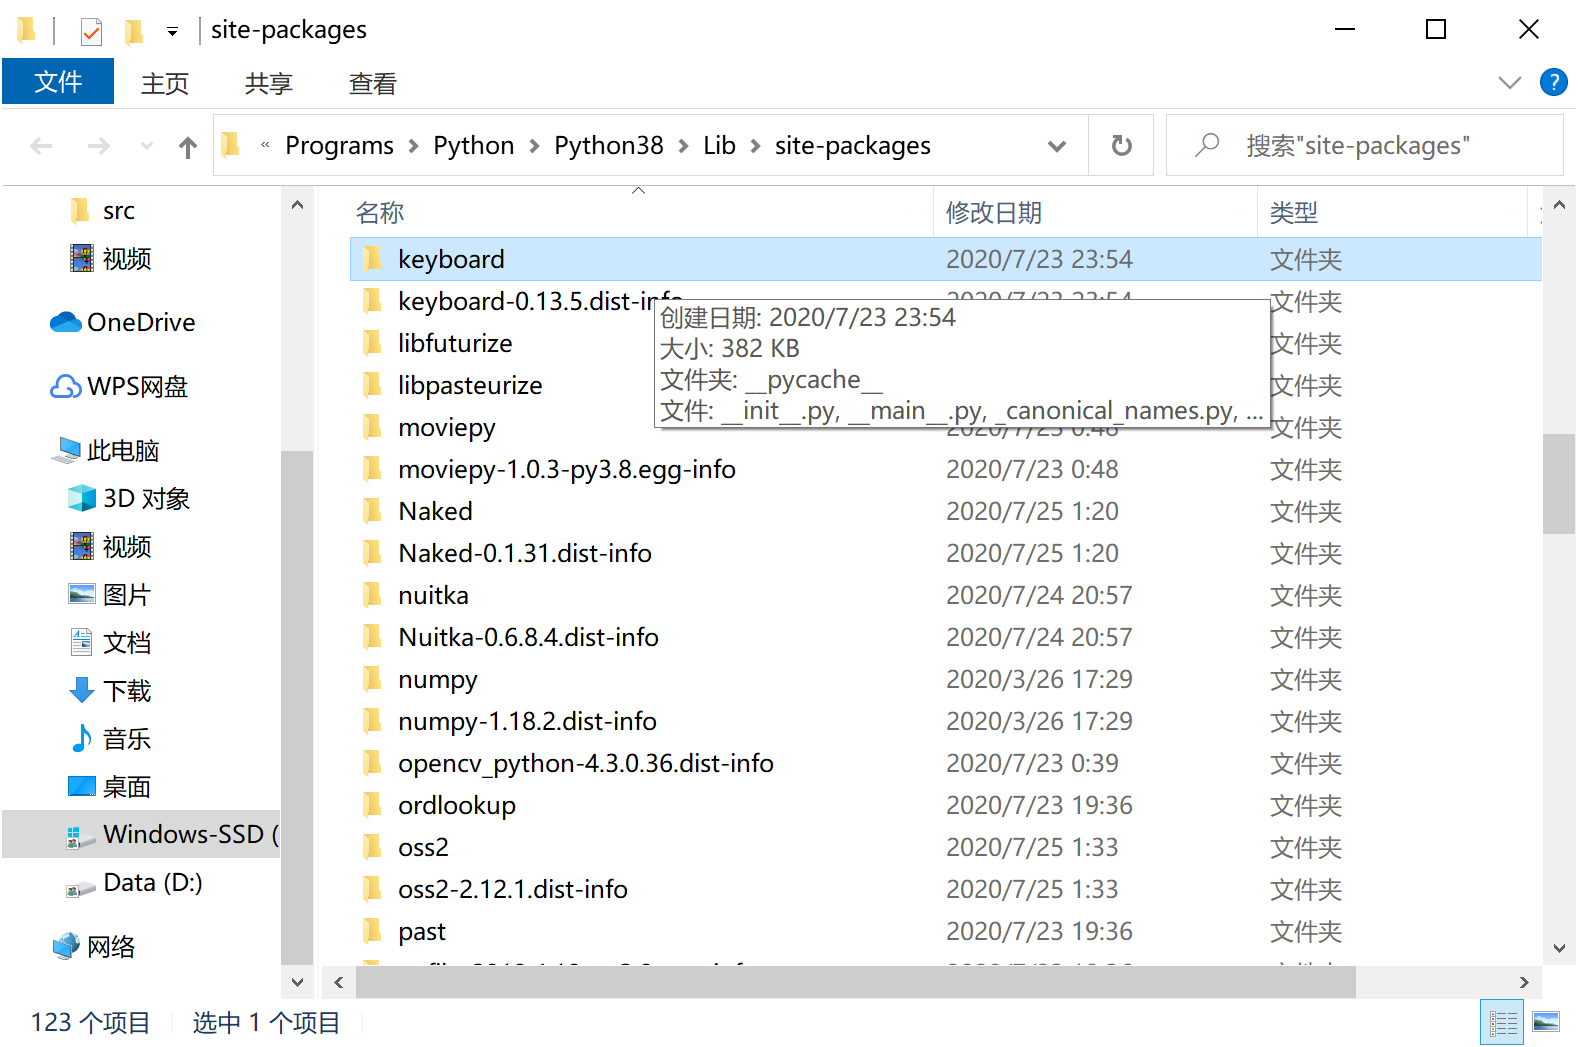 site-packages
文件 主页 共享 查看
« Programs > Python > Python38 > Lib > site-packages
搜索"site-packages"
src
视频
OneDrive
WPS网盘
此电脑
3D 对象
视频
图片
文档
下载
音乐
桌面
Windows-SSD (
Data (D:)
网络
名称 修改日期 类型
keyboard 2020/7/23 23:54 文件夹
keyboard-0.13.5.dist-info 2020/7/23 23:54 文件夹
libfuturize 文件夹
libpasteurize 文件夹
moviepy 2020/7/23 0:48 文件夹
moviepy-1.0.3-py3.8.egg-info 2020/7/23 0:48 文件夹
Naked 2020/7/25 1:20 文件夹
Naked-0.1.31.dist-info 2020/7/25 1:20 文件夹
nuitka 2020/7/24 20:57 文件夹
Nuitka-0.6.8.4.dist-info 2020/7/24 20:57 文件夹
numpy 2020/3/26 17:29 文件夹
numpy-1.18.2.dist-info 2020/3/26 17:29 文件夹
opencv_python-4.3.0.36.dist-info 2020/7/23 0:39 文件夹
ordlookup 2020/7/23 19:36 文件夹
oss2 2020/7/25 1:33 文件夹
oss2-2.12.1.dist-info 2020/7/25 1:33 文件夹
past 2020/7/23 19:36 文件夹
创建日期: 2020/7/23 23:54
大小: 382 KB
文件夹: __pycache__
文件: __init__.py, __main__.py, _canonical_names.py, ...
123 个项目 选中 1 个项目